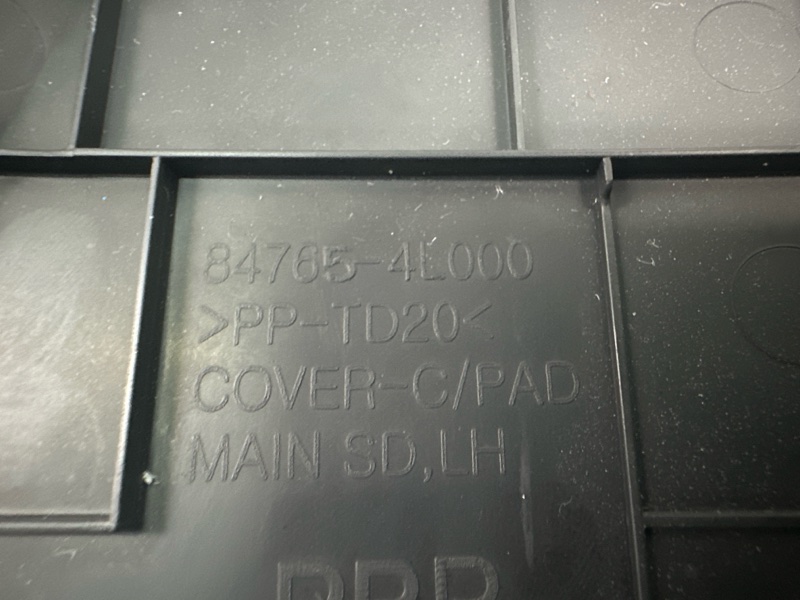 84765-4L000
>PP-TD20<
COVER-C/PAD
MAIN SD,LH